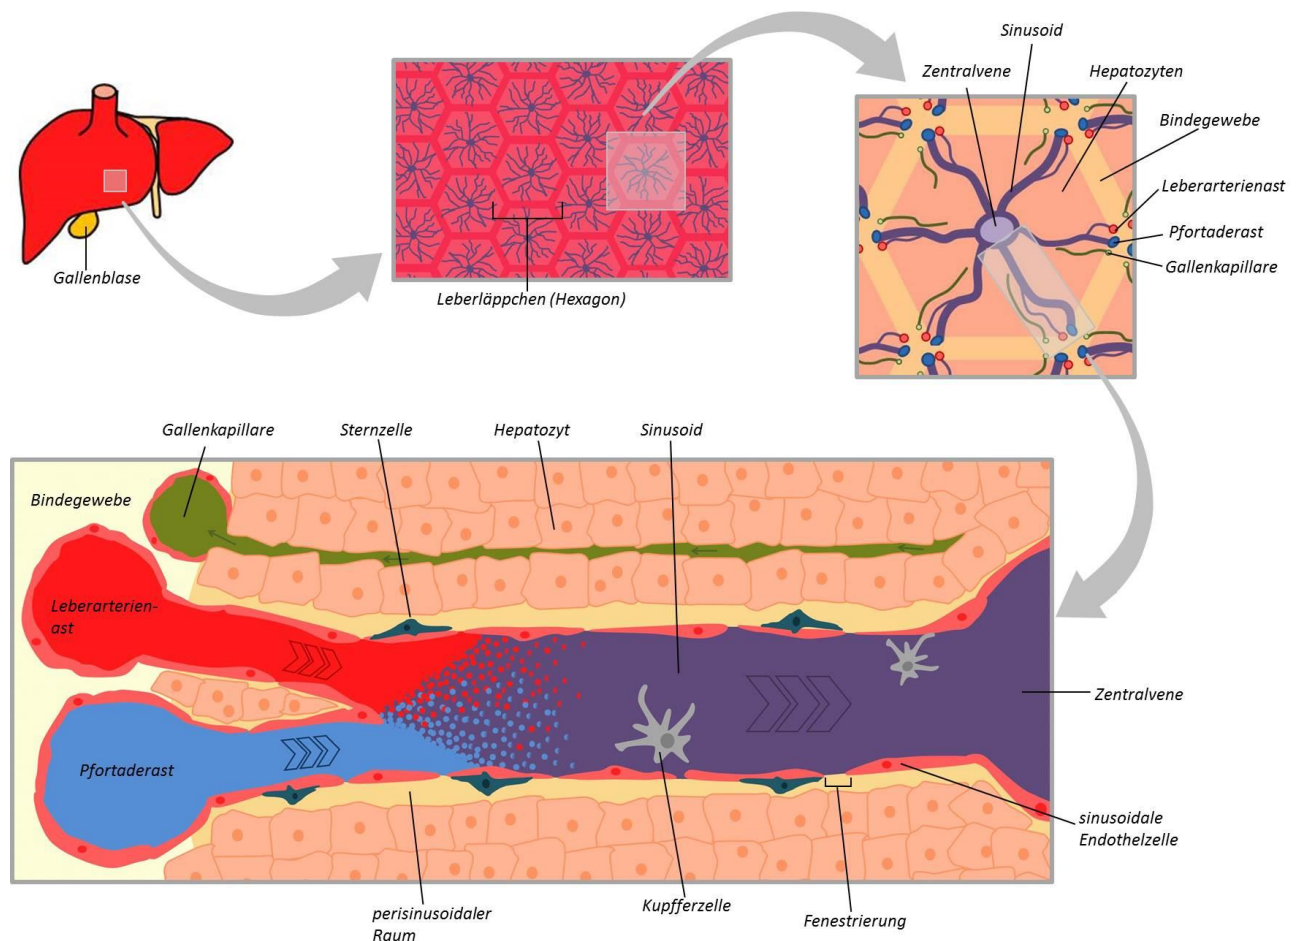 Sinusoid
Zentralvene
Hepatozyten
Bindegewebe
Leberarterienast
Pfortaderast
Gallenkapillare
Gallenblase
Leberläppchen (Hexagon)
Gallenkapillare
Sternzelle
Hepatozyt
Sinusoid
Bindegewebe
Leberarterien-
ast
Zentralvene
Pfortaderast
sinusoidale
Endothelzelle
Kupfferzelle
Fenestrierung
perisinusoidaler
Raum